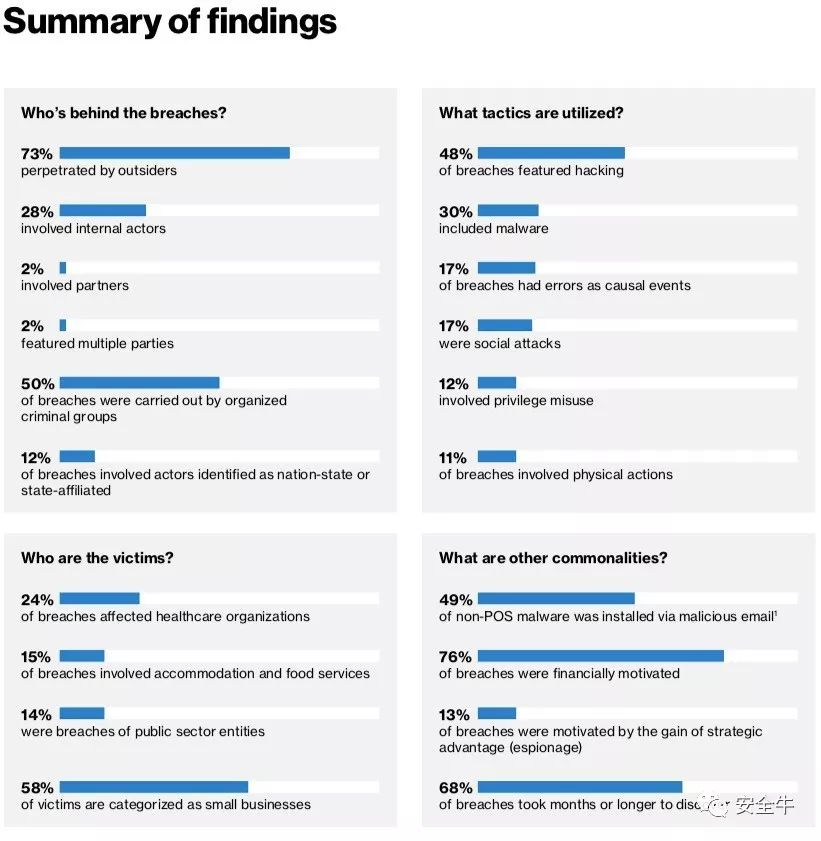 Summary of findings
Who's behind the breaches?
73%
perpetrated by outsiders
28%
involved internal actors
2%
involved partners
2%
featured multiple parties
50%
of breaches were carried out by organized
criminal groups
12%
of breaches involved actors identified as nation-state or
state-affiliated
What tactics are utilized?
48%
of breaches featured hacking
30%
included malware
17%
of breaches had errors as causal events
17%
were social attacks
12%
involved privilege misuse
11%
of breaches involved physical actions
Who are the victims?
24%
of breaches affected healthcare organizations
15%
of breaches involved accommodation and food services
14%
were breaches of public sector entities
58%
of victims are categorized as small businesses
What are other commonalities?
49%
of non-POS malware was installed via malicious email¹
76%
of breaches were financially motivated
13%
of breaches were motivated by the gain of strategic
advantage (espionage)
68%
of breaches took months or longer to
安全牛